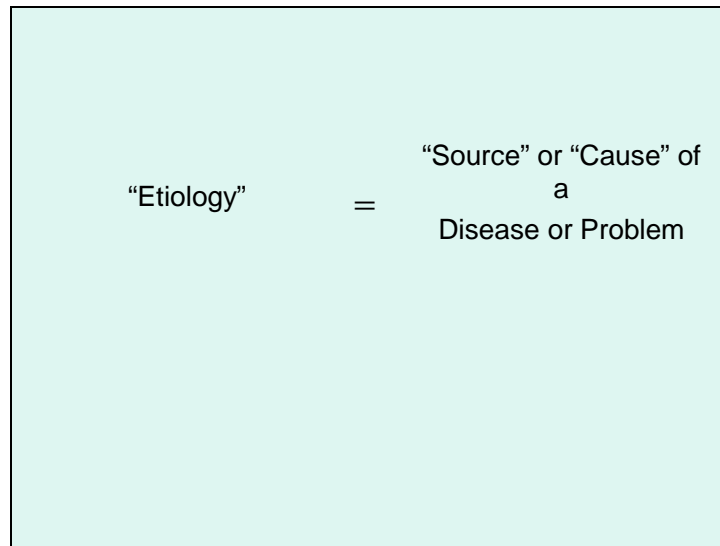 “Etiology” = “Source” or “Cause” of
a
Disease or Problem